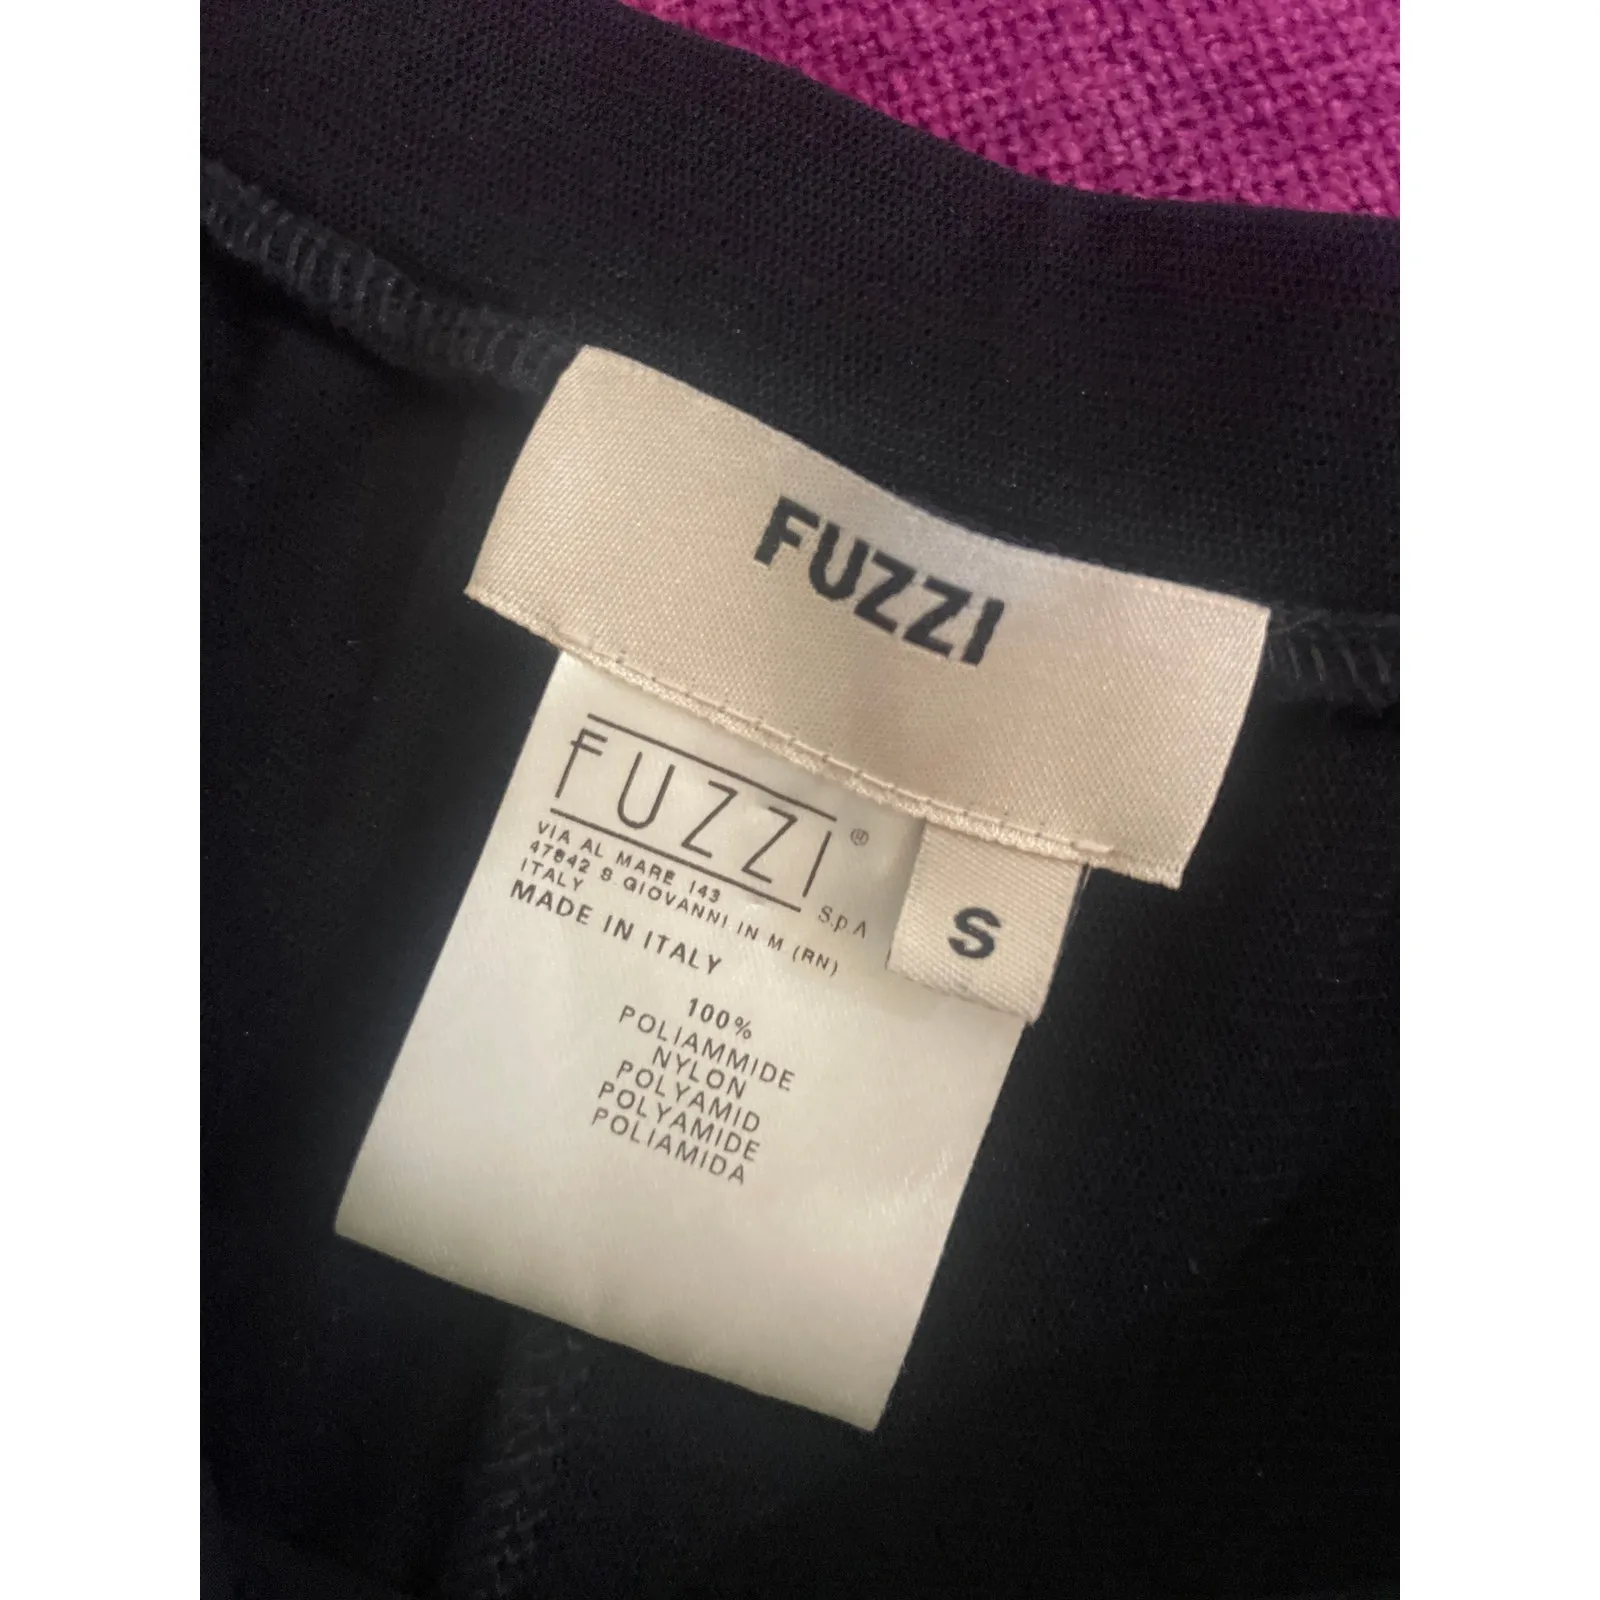 FUZZI
FUZZI®
S.p.A
VIA AL MARE 143
47842 S GIOVANNI IN M (RN)
ITALY
MADE IN ITALY
S
100%
POLIAMMIDE
NYLON
POLYAMID
POLYAMIDE
POLIAMIDA